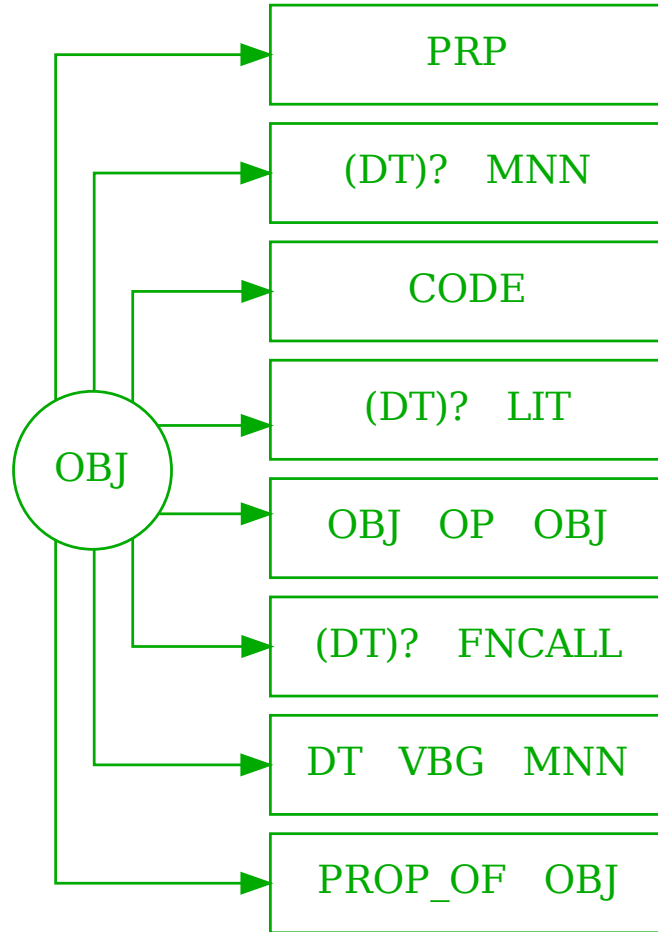 PRP
(DT)? MNN
CODE
(DT)? LIT
OBJ
OBJ OP OBJ
(DT)? FNCALL
DT VBG MNN
PROP_OF OBJ